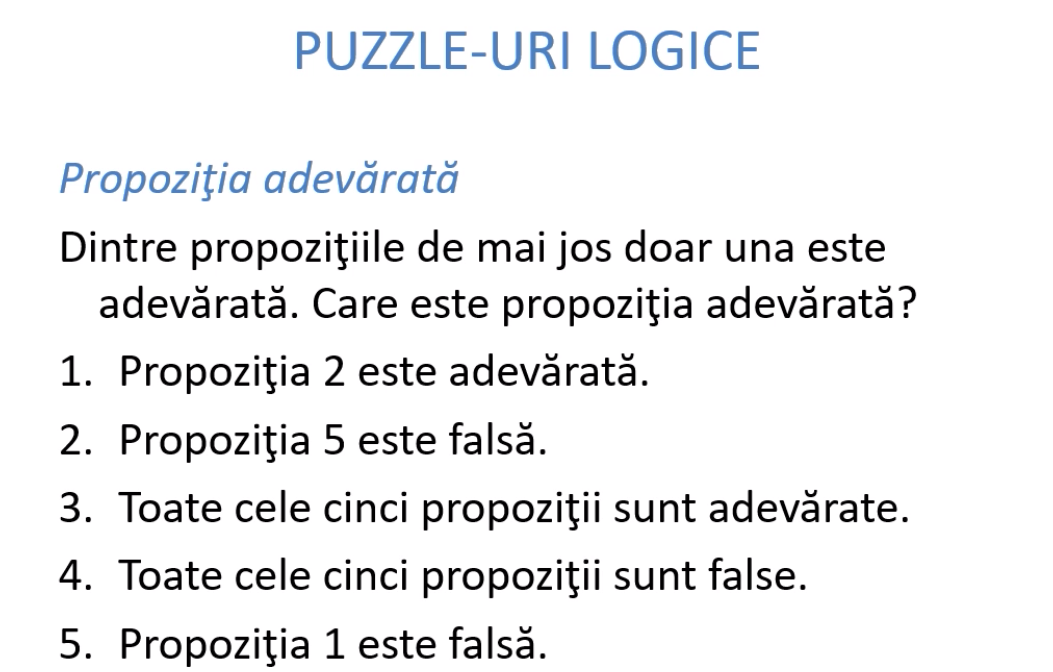 PUZZLE-URI LOGICE
Propoziţia adevărată
Dintre propoziţiile de mai jos doar una este
adevărată. Care este propoziţia adevărată?
1. Propoziţia 2 este adevărată.
2. Propoziţia 5 este falsă.
3. Toate cele cinci propoziţii sunt adevărate.
4. Toate cele cinci propoziţii sunt false.
5. Propoziţia 1 este falsă.